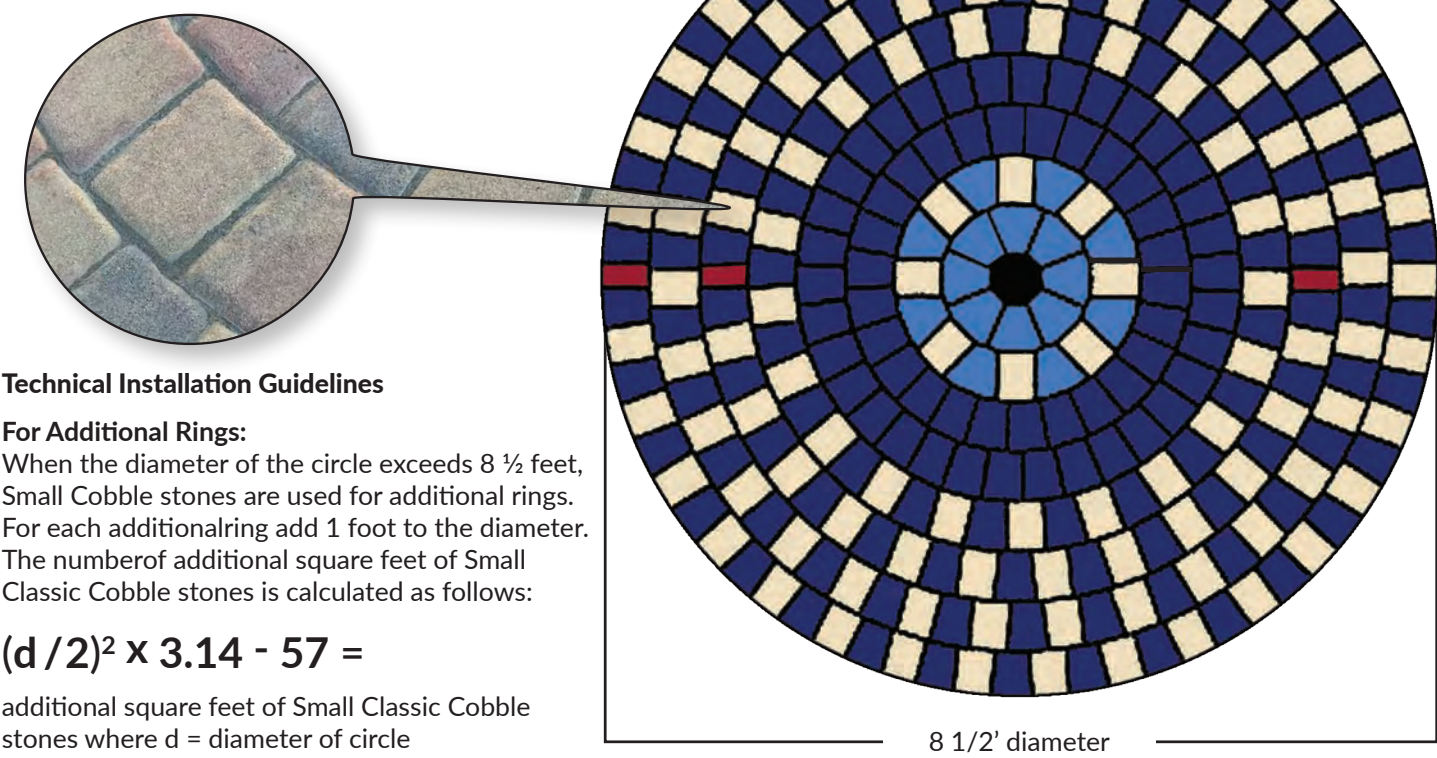 Technical Installation Guidelines
For Additional Rings:
When the diameter of the circle exceeds 8 ½ feet,
Small Cobble stones are used for additional rings.
For each additionalring add 1 foot to the diameter.
The numberof additional square feet of Small
Classic Cobble stones is calculated as follows:
(d /2)² x 3.14 - 57 =
additional square feet of Small Classic Cobble
stones where d = diameter of circle
8 1/2’ diameter